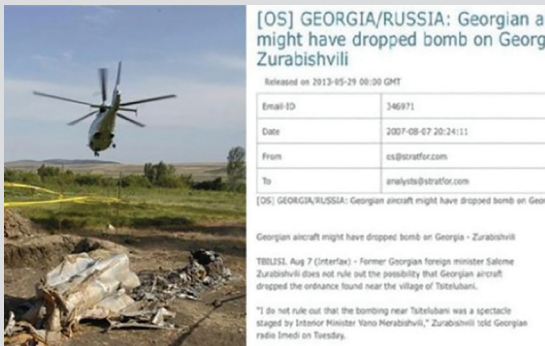 [OS] GEORGIA/RUSSIA: Georgian a
might have dropped bomb on Georg
Zurabishvili
Released on 2013-05-29 00:00 GMT
Email-ID 346971
Date 2007-08-07 20:24:11
From os@stratfor.com
To analysts@stratfor.com
[OS] GEORGIA/RUSSIA: Georgian aircraft might have dropped bomb on Geor
Georgian aircraft might have dropped bomb on Georgia - Zurabishvili
TBILISI. Aug 7 (Interfax) - Former Georgian foreign minister Salome
Zurabishvili does not rule out the possibility that Georgian aircraft
dropped the ordnance found near the village of Tsitelubani.
"I do not rule out that the bombing near Tsitelubani was a spectacle
staged by Interior Minister Vano Merabishvili," Zurabishvili told Georgian
radio Imedi on Tuesday.